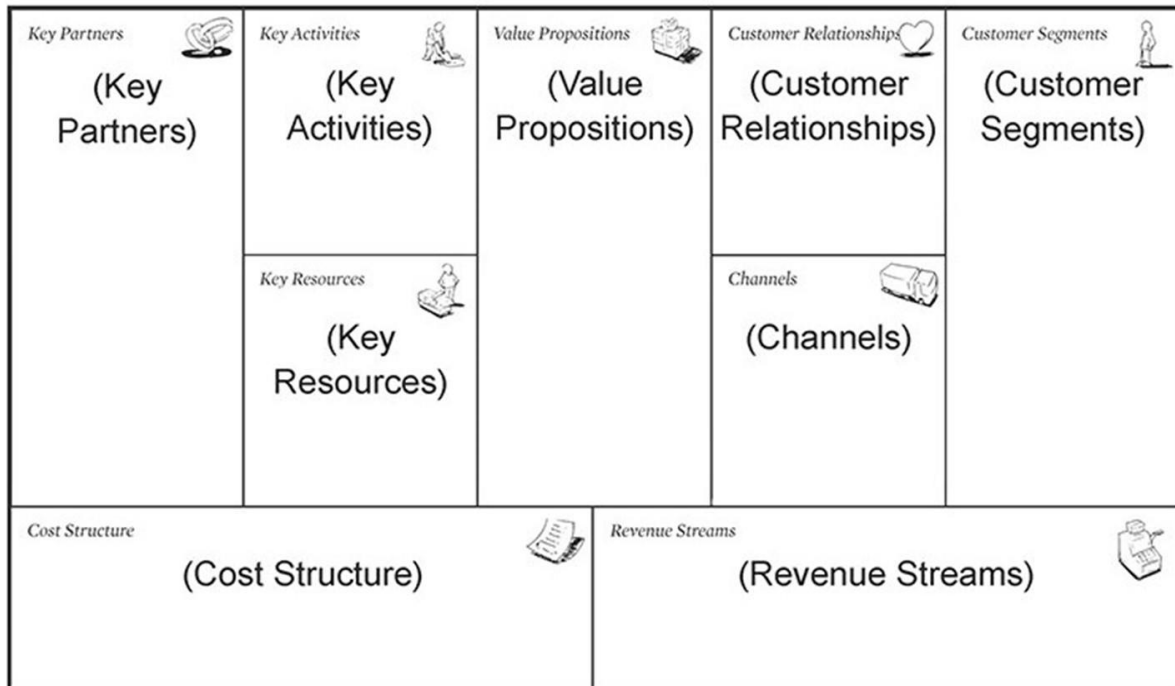 Key Partners
(Key
Partners)
Key Activities
(Key
Activities)
Key Resources
(Key
Resources)
Value Propositions
(Value
Propositions)
Customer Relationships
(Customer
Relationships)
Channels
(Channels)
Customer Segments
(Customer
Segments)
Cost Structure
(Cost Structure)
Revenue Streams
(Revenue Streams)